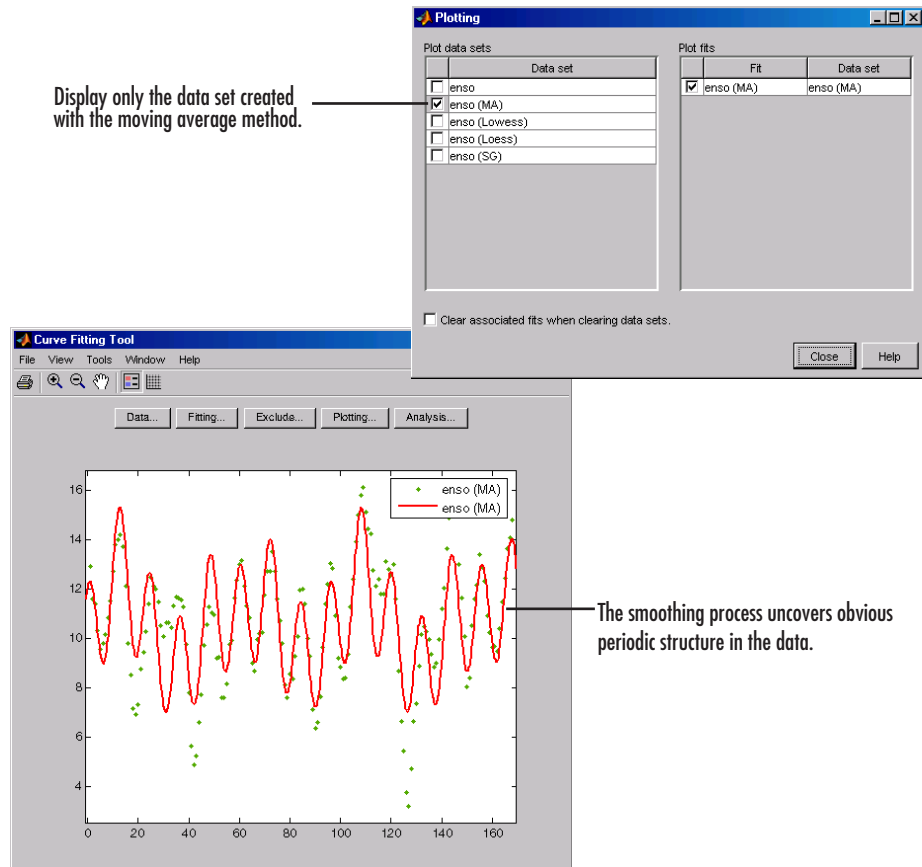 Plotting
Plot data sets
Data set
enso
enso (MA)
enso (Lowess)
enso (Loess)
enso (SG)
Plot fits
Fit Data set
enso (MA) enso (MA)
Clear associated fits when clearing data sets.
Close Help
Display only the data set created
with the moving average method.
Curve Fitting Tool
File View Tools Window Help
Data... Fitting... Exclude... Plotting... Analysis...
enso (MA)
enso (MA)
16
14
12
10
8
6
4
0 20 40 60 80 100 120 140 160
The smoothing process uncovers obvious
periodic structure in the data.